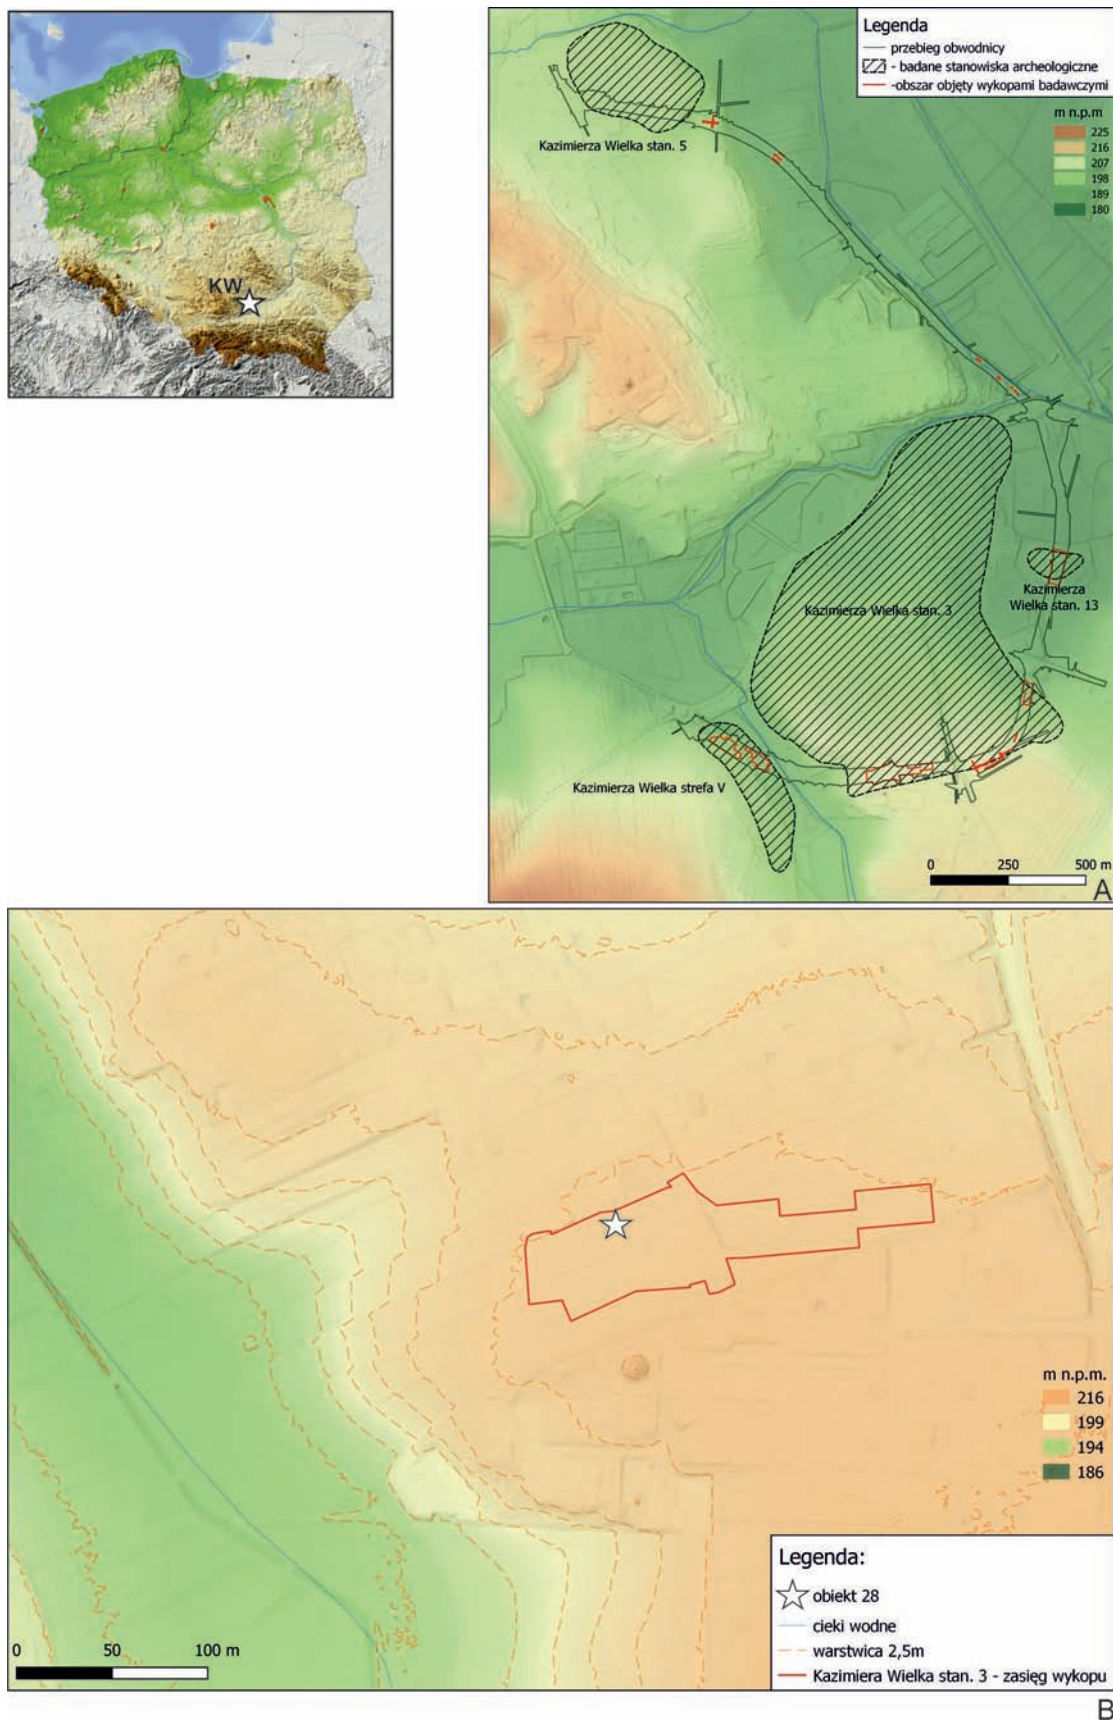 KW
Legenda
przebieg obwodnicy
- badane stanowiska archeologiczne
-obszar objęty wykopami badawczymi
m n.p.m
225
216
207
198
189
180
Kazimierza Wielka stan. 5
Kazimierza Wielka stan. 3
Kazimierza
Wielka stan. 13
Kazimierza Wielka strefa V
0 250 500 m
A
m n.p.m.
216
199
194
186
Legenda:
obiekt 28
cieki wodne
warstwica 2,5m
Kazimiera Wielka stan. 3 - zasięg wykopu
0 50 100 m
B